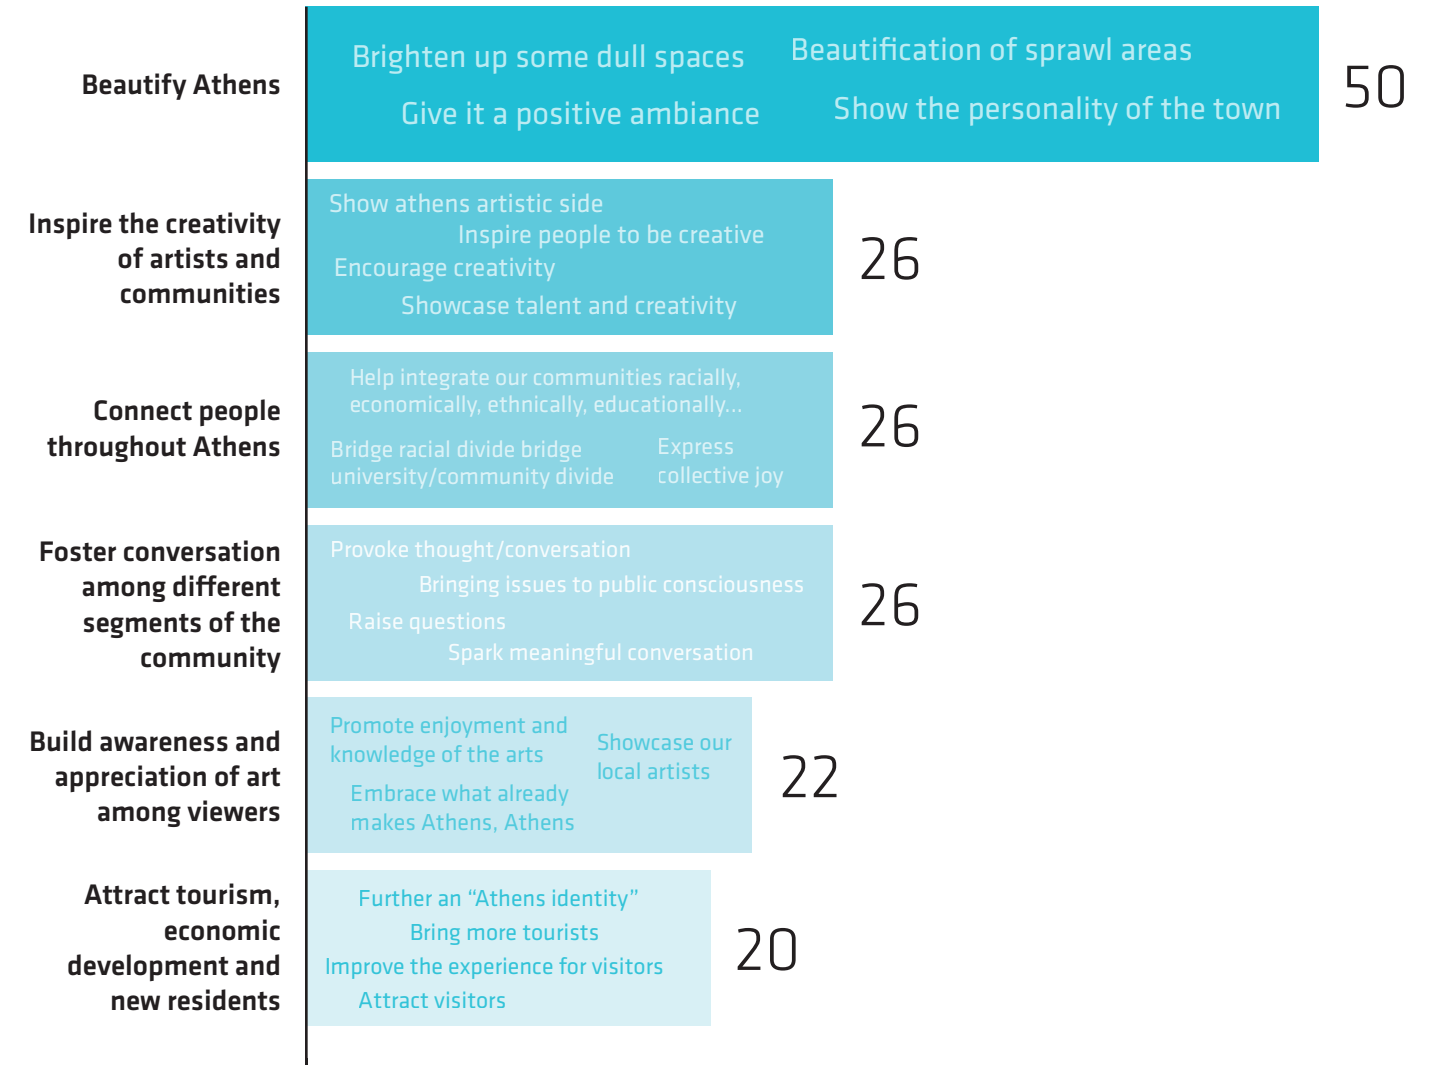 Beautify Athens
Brighten up some dull spaces
Beautification of sprawl areas
Give it a positive ambiance
Show the personality of the town
50
Inspire the creativity
of artists and
communities
Show athens artistic side
Inspire people to be creative
Encourage creativity
Showcase talent and creativity
26
Connect people
throughout Athens
Help integrate our communities racially,
economically, ethnically, educationally...
Bridge racial divide bridge
university/community divide
Express
collective joy
26
Foster conversation
among different
segments of the
community
Provoke thought/conversation
Bringing issues to public consciousness
Raise questions
Spark meaningful conversation
26
Build awareness and
appreciation of art
among viewers
Promote enjoyment and
knowledge of the arts
Showcase our
local artists
Embrace what already
makes Athens, Athens
22
Attract tourism,
economic
development and
new residents
Further an “Athens identity”
Bring more tourists
Improve the experience for visitors
Attract visitors
20